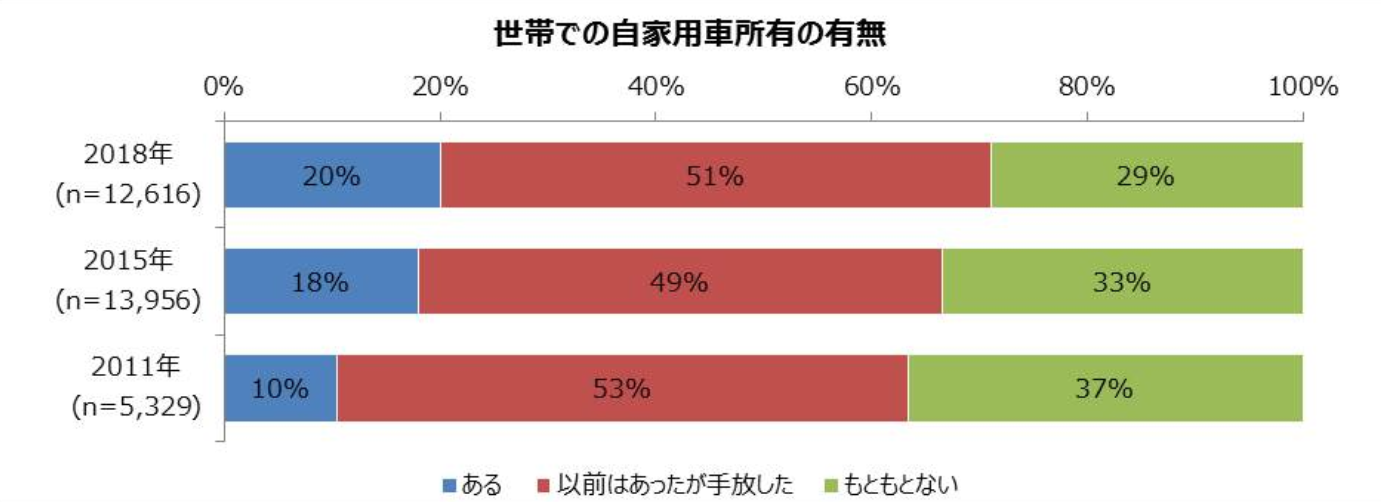 世帯での自家用車所有の有無
0% 20% 40% 60% 80% 100%
2018年
(n=12,616)
20% 51% 29%
2015年
(n=13,956)
18% 49% 33%
2011年
(n=5,329)
10% 53% 37%
ある 以前はあったが手放した もともとない